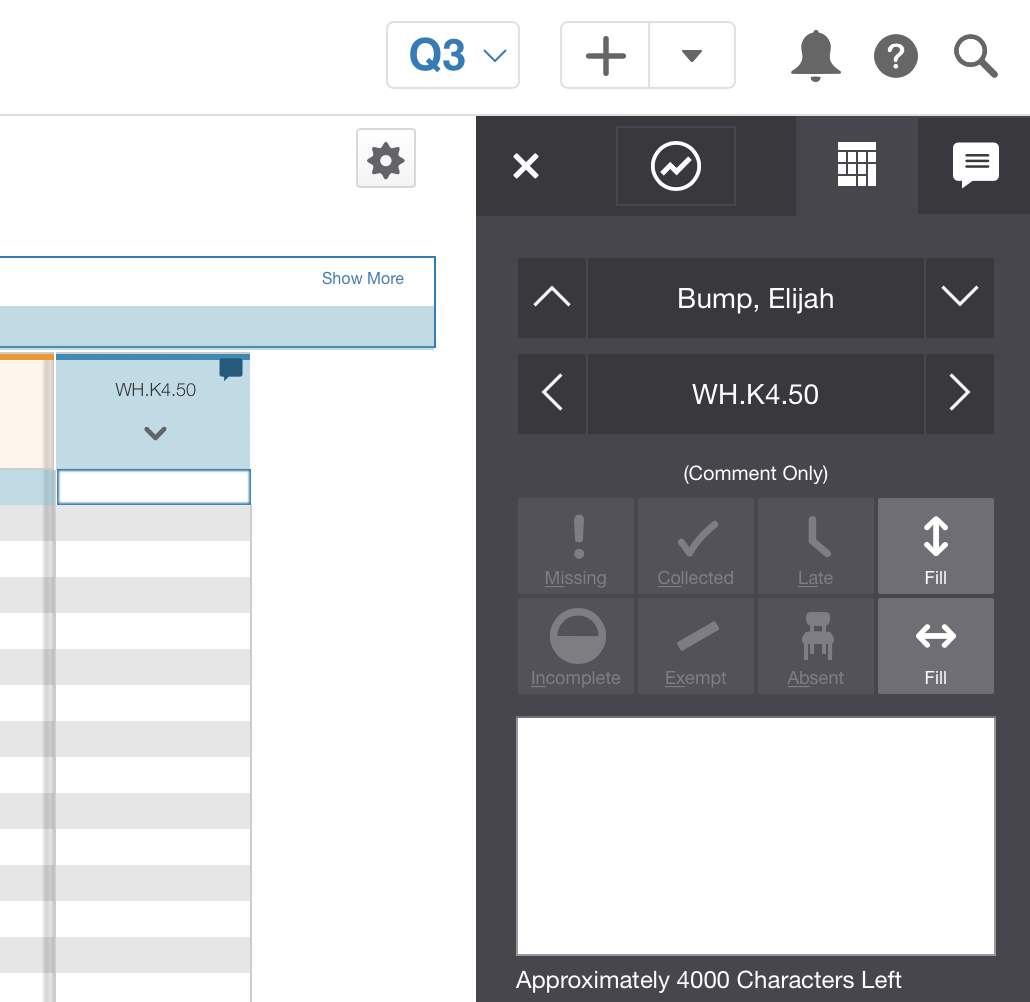 Q3
Show More
WH.K4.50
Bump, Elijah
WH.K4.50
(Comment Only)
Missing
Collected
Late
Fill
Incomplete
Exempt
Absent
Fill
Approximately 4000 Characters Left